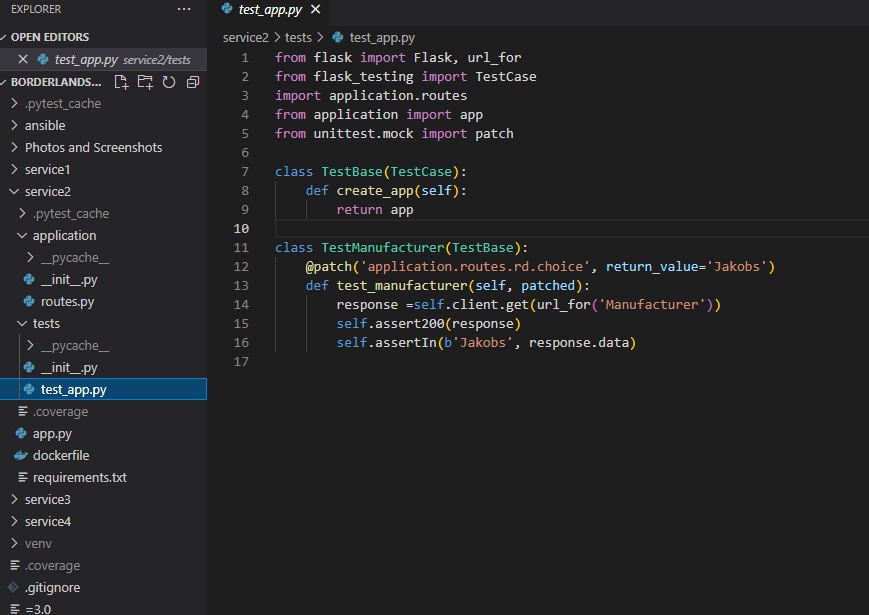 EXPLORER
OPEN EDITORS
test_app.py service2/tests
BORDERLANDS...
.pytest_cache
ansible
Photos and Screenshots
service1
service2
.pytest_cache
application
__pycache__
__init__.py
routes.py
tests
__pycache__
__init__.py
test_app.py
.coverage
app.py
dockerfile
requirements.txt
service3
service4
venv
.coverage
.gitignore
=3.0
test_app.py
service2 > tests > test_app.py
1 from flask import Flask, url_for
2 from flask_testing import TestCase
3 import application.routes
4 from application import app
5 from unittest.mock import patch
6
7 class TestBase(TestCase):
8     def create_app(self):
9         return app
10
11 class TestManufacturer(TestBase):
12     @patch('application.routes.rd.choice', return_value='Jakobs')
13     def test_manufacturer(self, patched):
14         response =self.client.get(url_for('Manufacturer'))
15         self.assert200(response)
16         self.assertIn(b'Jakobs', response.data)
17